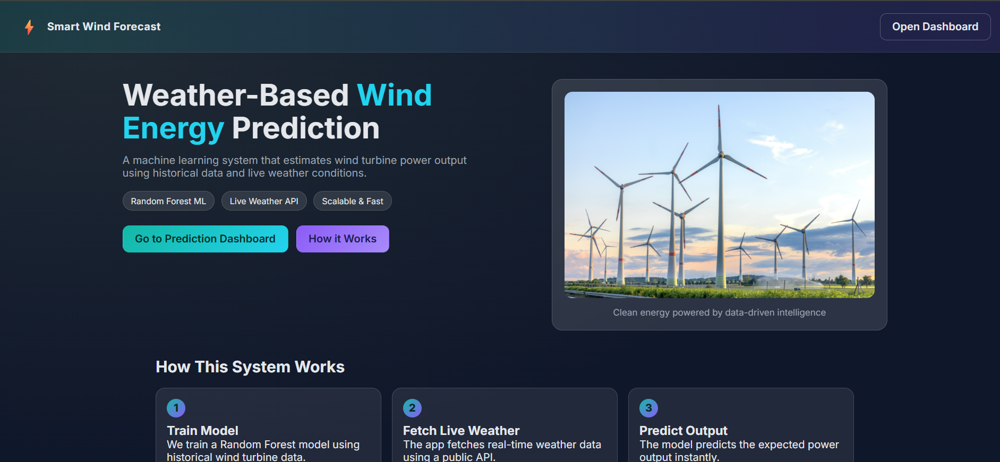 Smart Wind Forecast
Open Dashboard
Weather-Based Wind
Energy Prediction
A machine learning system that estimates wind turbine power output
using historical data and live weather conditions.
Random Forest ML
Live Weather API
Scalable & Fast
Go to Prediction Dashboard
How it Works
Clean energy powered by data-driven intelligence
How This System Works
1
Train Model
We train a Random Forest model using
historical wind turbine data.
2
Fetch Live Weather
The app fetches real-time weather data
using a public API.
3
Predict Output
The model predicts the expected power
output instantly.